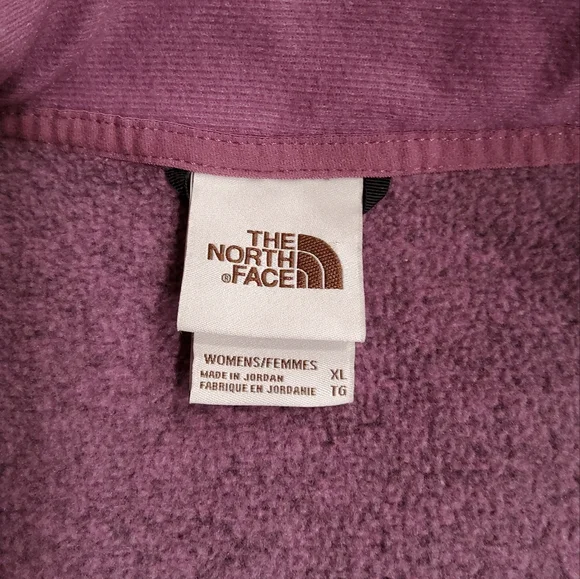 THE
NORTH
®FACE
WOMENS/FEMMES XL
MADE IN JORDAN
FABRIQUE EN JORDANIE TG